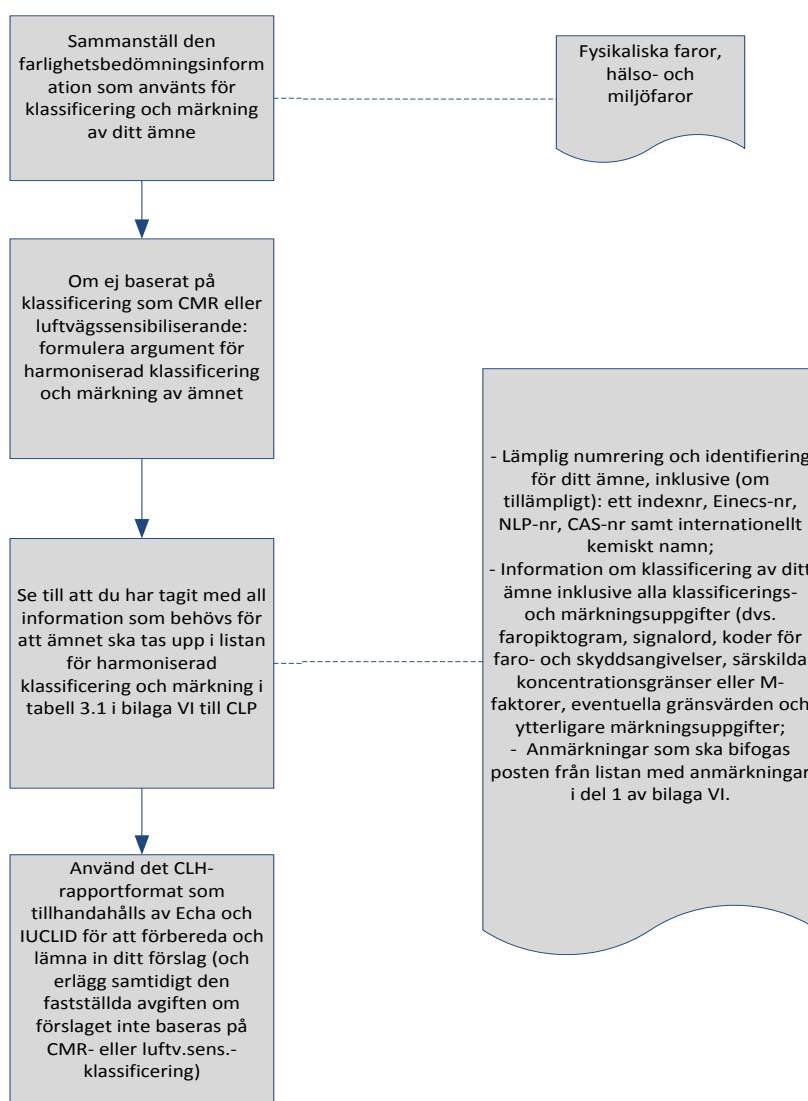 Sammanställ den
farlighetsbedömningsinform
ation som använts för
klassificering och märkning
av ditt ämne
Fysikaliska faror,
hälso- och
miljöfaror
Om ej baserat på
klassificering som CMR eller
luftvägssensibiliserande:
formulera argument för
harmoniserad klassificering
och märkning av ämnet
Se till att du har tagit med all
information som behövs för
att ämnet ska tas upp i listan
för harmoniserad
klassificering och märkning i
tabell 3.1 i bilaga VI till CLP
- Lämplig numrering och identifiering
för ditt ämne, inklusive (om
tillämpligt): ett indexnr, Einecs-nr,
NLP-nr, CAS-nr samt internationellt
kemiskt namn;
- Information om klassificering av ditt
ämne inklusive alla klassificerings-
och märkningsuppgifter (dvs.
faropiktogram, signalord, koder för
faro- och skyddsangivelser, särskilda
koncentrationsgränser eller M-
faktorer, eventuella gränsvärden och
ytterligare märkningsuppgifter;
- Anmärkningar som ska bifogas
posten från listan med anmärkningar
i del 1 av bilaga VI.
Använd det CLH-
rapportformat som
tillhandahålls av Echa och
IUCLID för att förbereda och
lämna in ditt förslag (och
erlägg samtidigt den
fastställda avgiften om
förslaget inte baseras på
CMR- eller luftv.sens.-
klassificering)